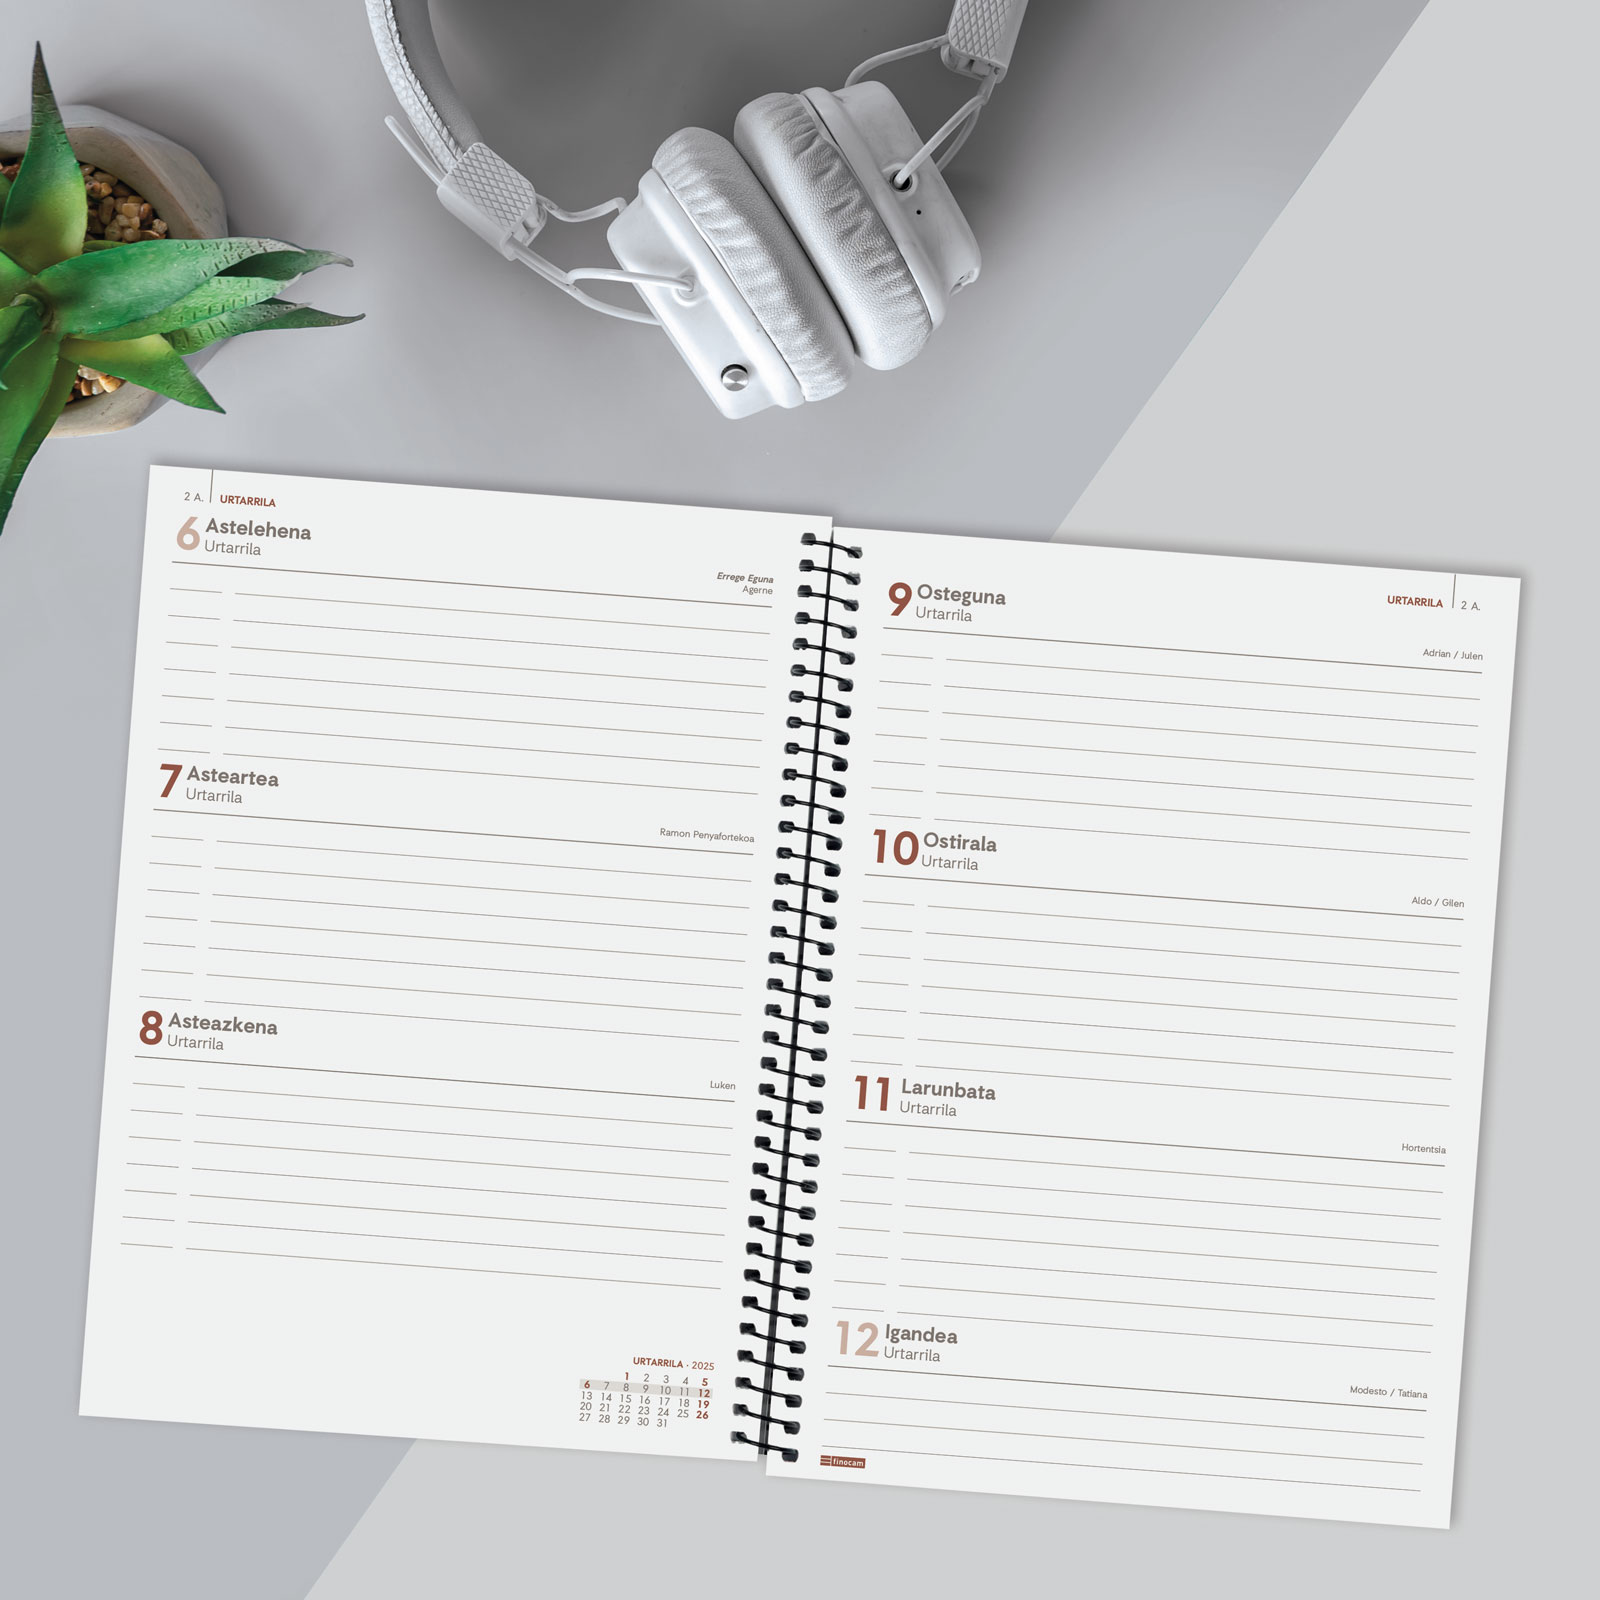 2 A. URTARRILA
6 Astelehena
Urtarrila
Errege Eguna
Agerne
7 Asteartea
Urtarrila
Ramon Penyafortekoa
8 Asteazkena
Urtarrila
Luken
URTARRILA · 2025
1 2 3 4 5
6 7 8 9 10 11 12
13 14 15 16 17 18 19
20 21 22 23 24 25 26
27 28 29 30 31
URTARRILA 2 A.
9 Osteguna
Urtarrila
Adrian / Julen
10 Ostirala
Urtarrila
Aldo / Gilen
11 Larunbata
Urtarrila
Hortentsia
12 Igandea
Urtarrila
Modesto / Tatiana
finocam